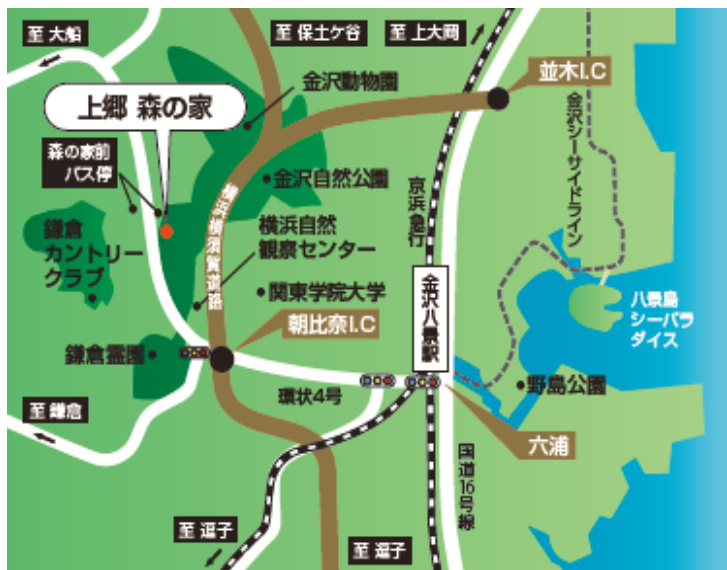 至 大船
至 保土ケ谷
至 上大岡
金沢動物園
並木I.C
上郷 森の家
森の家前
バス停
金沢シーサイドライン
金沢自然公園
京浜急行
横浜横須賀道路
横浜自然
観察センター
鎌倉
カントリー
クラブ
関東学院大学
金沢八景駅
八景島
シーパラ
ダイス
朝比奈I.C
鎌倉霊園
野島公園
環状4号
至 鎌倉
六浦
国道16号線
至 逗子
至 逗子